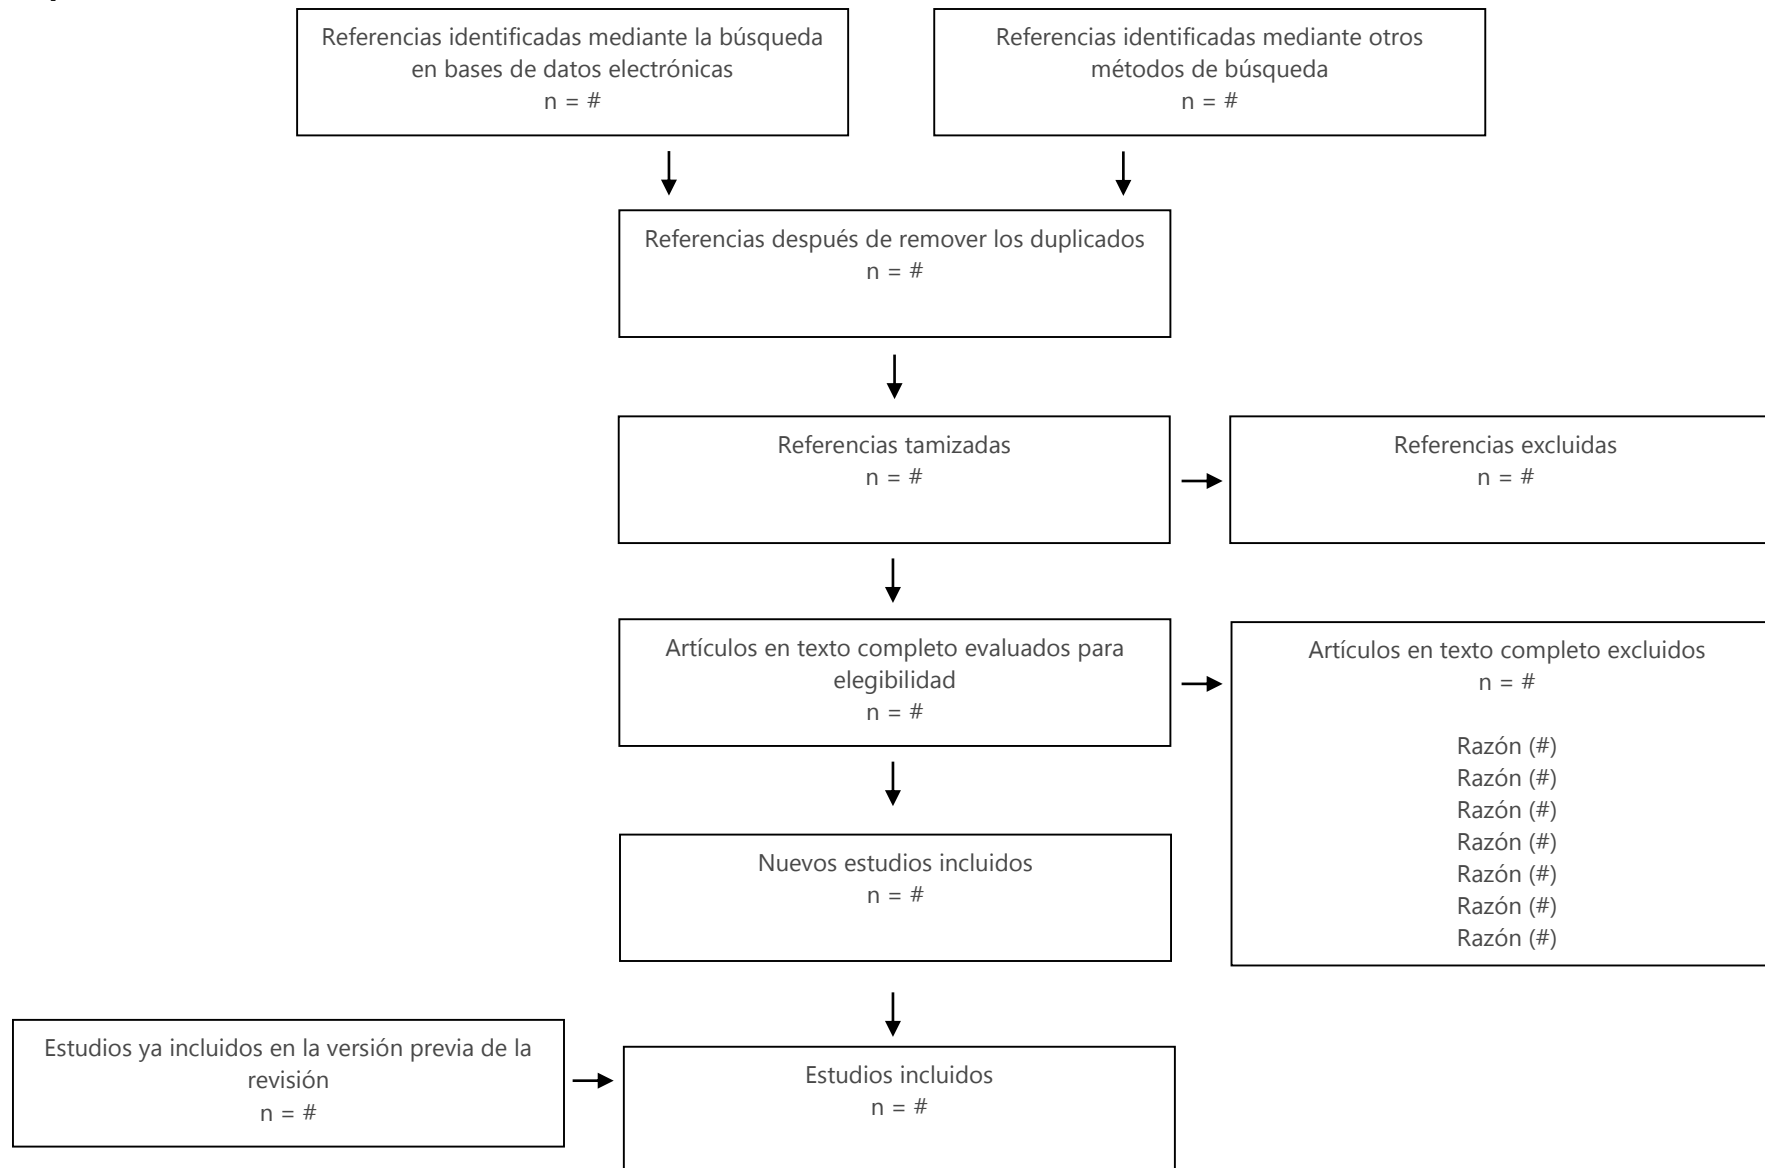 Referencias identificadas mediante la búsqueda
en bases de datos electrónicas
n = #
Referencias identificadas mediante otros
métodos de búsqueda
n = #
Referencias después de remover los duplicados
n = #
Referencias tamizadas
n = #
Referencias excluidas
n = #
Artículos en texto completo evaluados para
elegibilidad
n = #
Artículos en texto completo excluidos
n = #
Razón (#)
Razón (#)
Razón (#)
Razón (#)
Razón (#)
Razón (#)
Razón (#)
Nuevos estudios incluidos
n = #
Estudios ya incluidos en la versión previa de la
revisión
n = #
Estudios incluidos
n = #